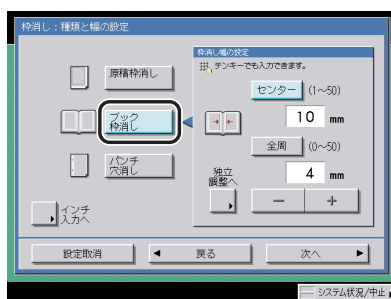 枠消し：種類と幅の設定
原稿枠消し
ブック
枠消し
パンチ
穴消し
インチ
入力へ
枠消し幅の設定
テンキーでも入力できます。
センター (1～50)
10 mm
全周 (0～50)
4 mm
独立
調整へ
－ ＋
設定取消
◀ 戻る
次へ ▶
システム状況/中止